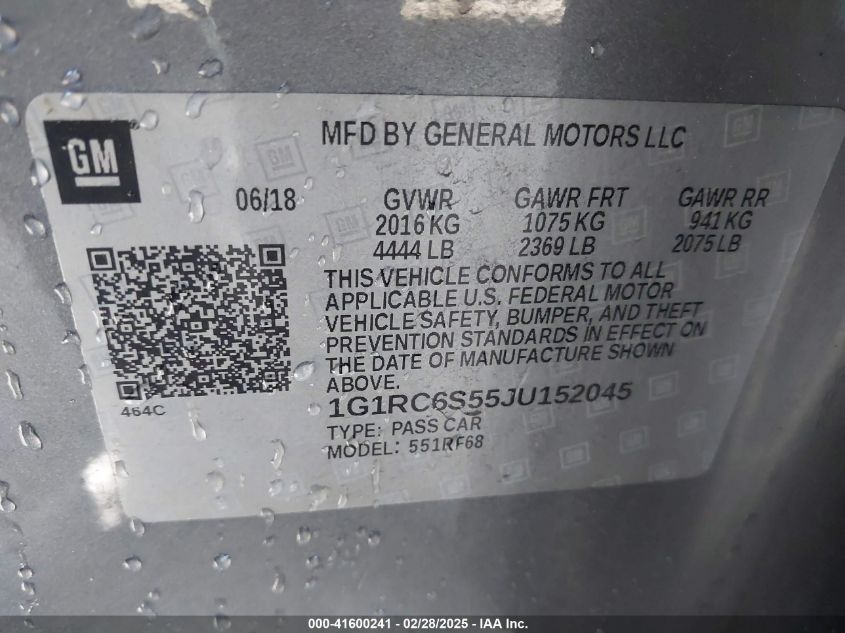 GM
MFD BY GENERAL MOTORS LLC
06/18 GVWR GAWR FRT GAWR RR
2016 KG 1075 KG 941 KG
4444 LB 2369 LB 2075 LB
THIS VEHICLE CONFORMS TO ALL
APPLICABLE U.S. FEDERAL MOTOR
VEHICLE SAFETY, BUMPER, AND THEFT
PREVENTION STANDARDS IN EFFECT ON
THE DATE OF MANUFACTURE SHOWN
ABOVE.
464C
1G1RC6S55JU152045
TYPE: PASS CAR
MODEL: 551RF68
000-41600241 - 02/28/2025 - IAA Inc.